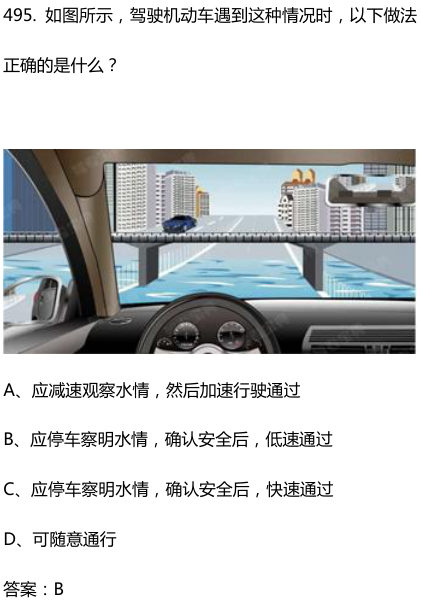 495. 如图所示，驾驶机动车遇到这种情况时，以下做法
正确的是什么？
A、应减速观察水情，然后加速行驶通过
B、应停车察明水情，确认安全后，低速通过
C、应停车察明水情，确认安全后，快速通过
D、可随意通行
答案：B